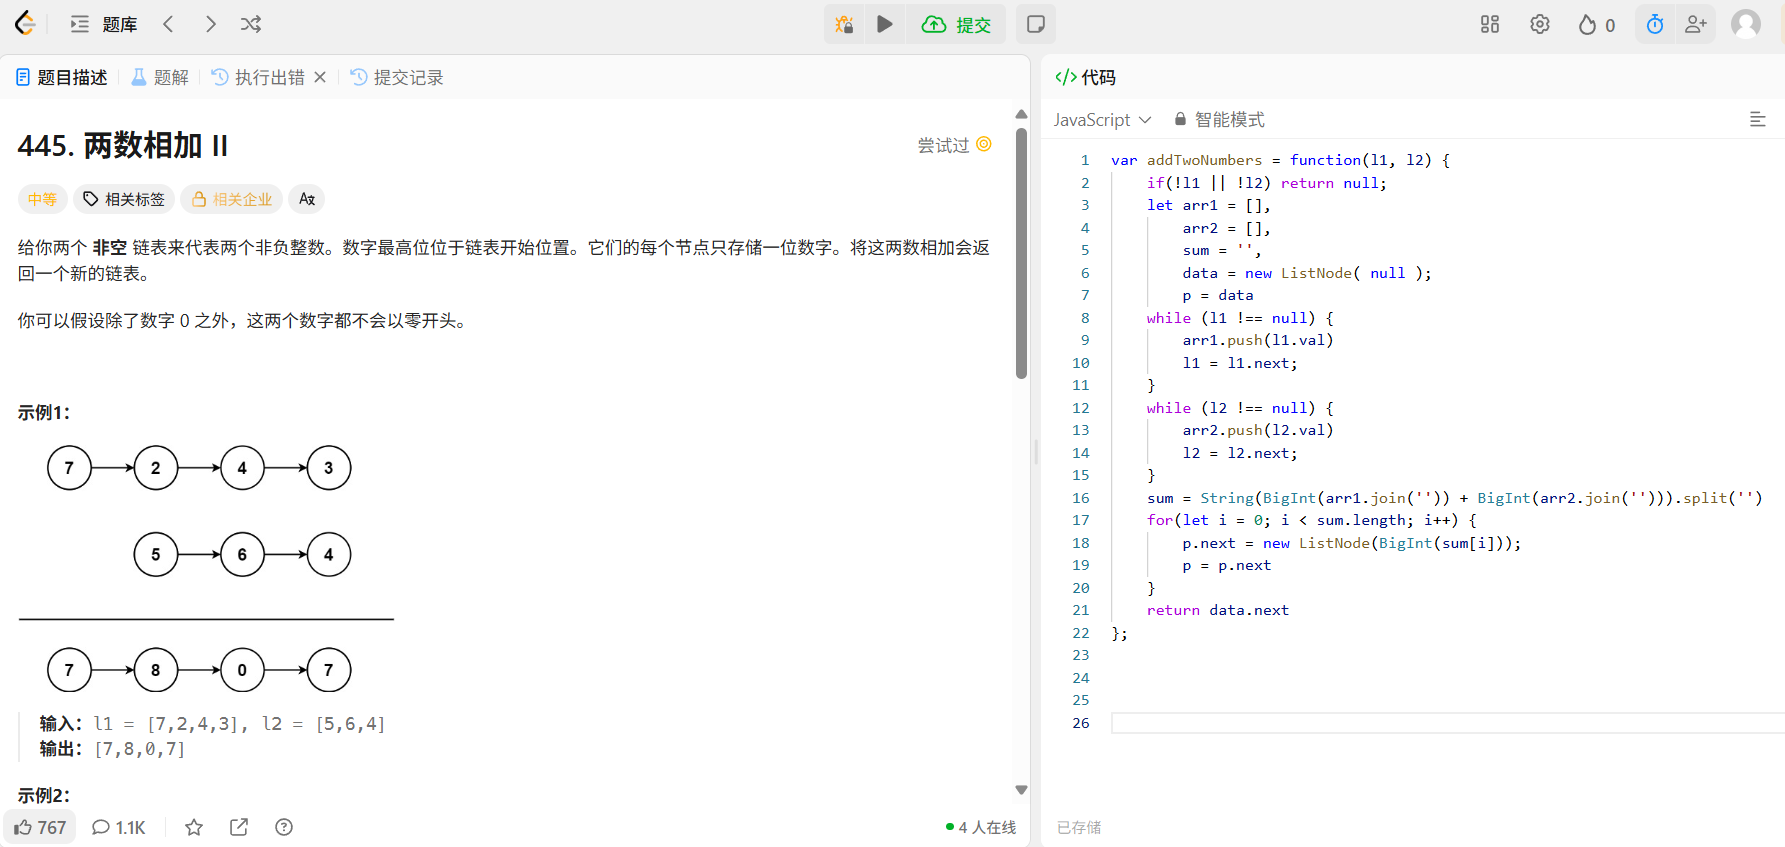 题库
提交
0
题目描述
题解
执行出错
提交记录
445. 两数相加 II
尝试过
中等
相关标签
相关企业
给你两个 非空 链表来代表两个非负整数。数字最高位位于链表开始位置。它们的每个节点只存储一位数字。将这两数相加会返
回一个新的链表。
你可以假设除了数字 0 之外，这两个数字都不会以零开头。
示例1：
7 2 4 3
5 6 4
7 8 0 7
输入：l1 = [7,2,4,3], l2 = [5,6,4]
输出：[7,8,0,7]
示例2：
767
1.1K
4 人在线
</> 代码
JavaScript
智能模式
1 var addTwoNumbers = function(l1, l2) {
2     if(!l1 || !l2) return null;
3     let arr1 = [],
4         arr2 = [],
5         sum = '',
6         data = new ListNode( null );
7         p = data
8     while (l1 !== null) {
9         arr1.push(l1.val)
10         l1 = l1.next;
11     }
12     while (l2 !== null) {
13         arr2.push(l2.val)
14         l2 = l2.next;
15     }
16     sum = String(BigInt(arr1.join('')) + BigInt(arr2.join(''))).split('')
17     for(let i = 0; i < sum.length; i++) {
18         p.next = new ListNode(BigInt(sum[i]));
19         p = p.next
20     }
21     return data.next
22 };
23
24
25
26
已存储